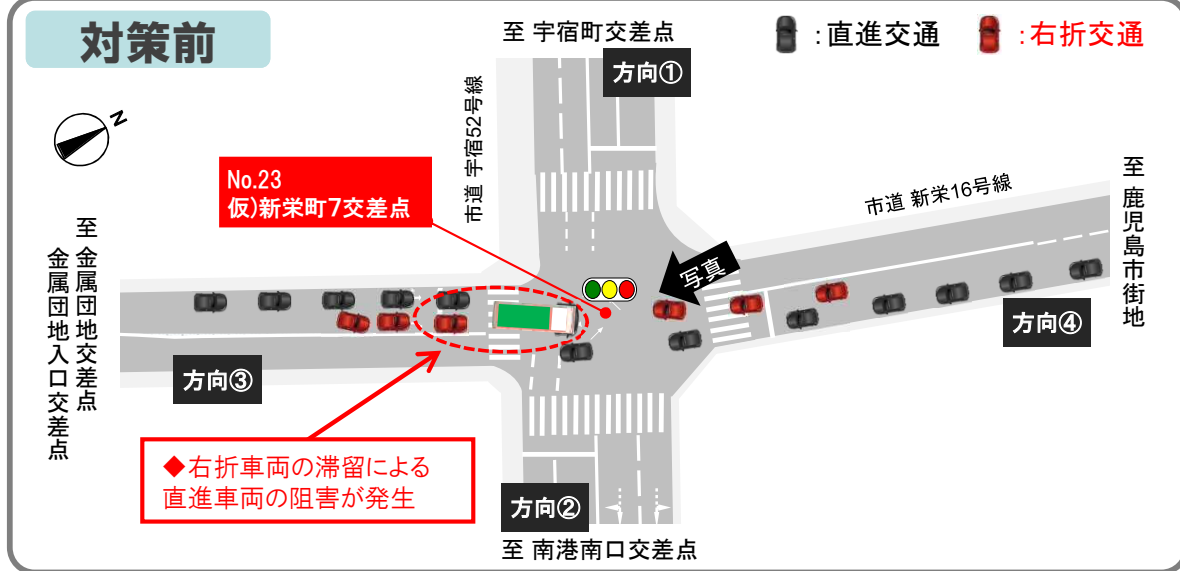 対策前
至 宇宿町交差点
:直進交通
:右折交通
方向①
N
市道 宇宿52号線
No.23
仮)新栄町7交差点
市道 新栄16号線
至 鹿児島市街地
写真
至 金属団地交差点
金属団地入口交差点
方向③
方向④
◆右折車両の滞留による
直進車両の阻害が発生
方向②
至 南港南口交差点